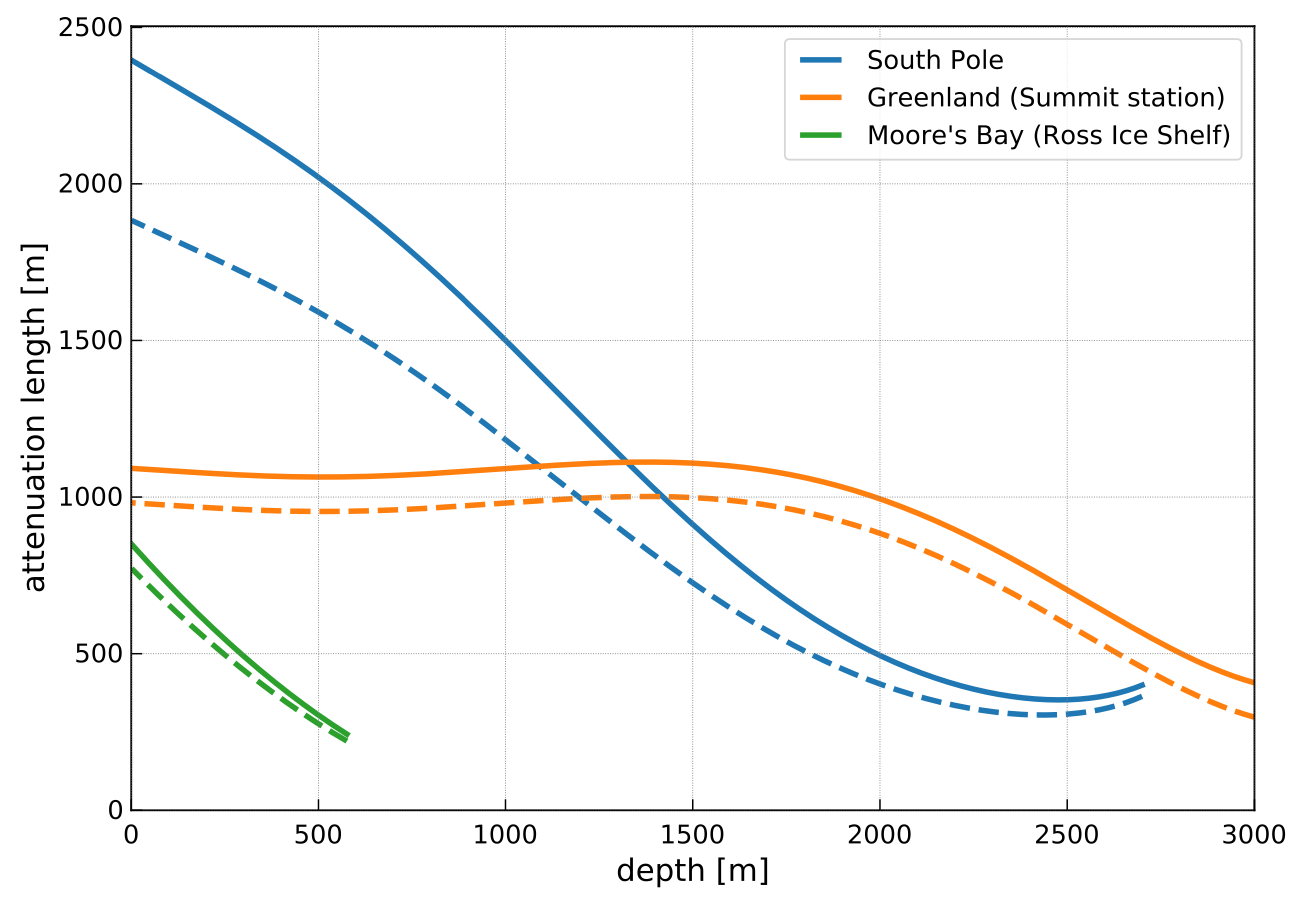 2500
2000
1500
1000
500
0
attenuation length [m]
South Pole
Greenland (Summit station)
Moore's Bay (Ross Ice Shelf)
0 500 1000 1500 2000 2500 3000
depth [m]